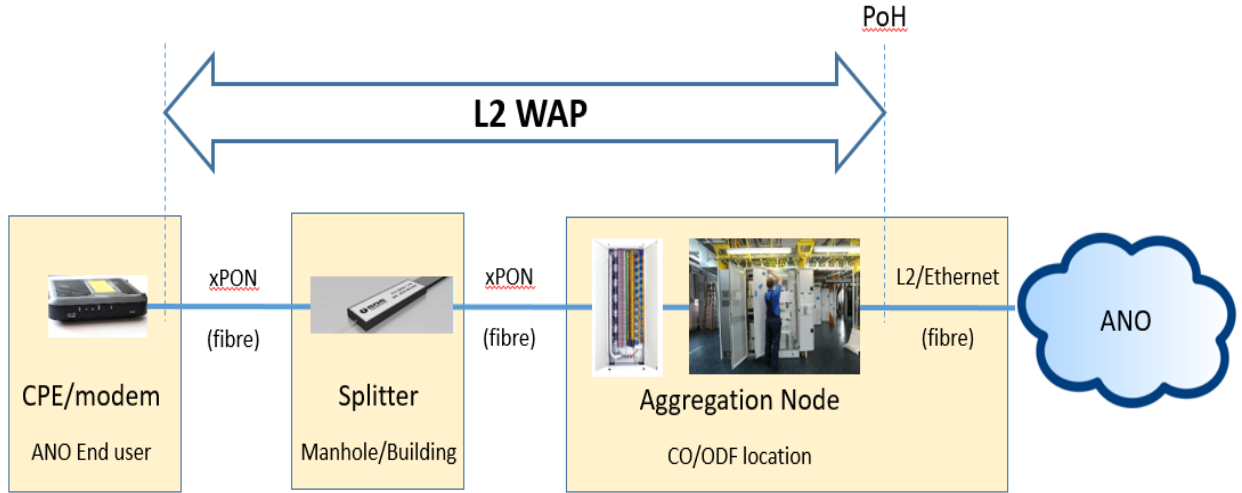 PoH
L2 WAP
xPON
(fibre)
xPON
(fibre)
L2/Ethernet
(fibre)
ANO
CPE/modem
ANO End user
Splitter
Manhole/Building
Aggregation Node
CO/ODF location